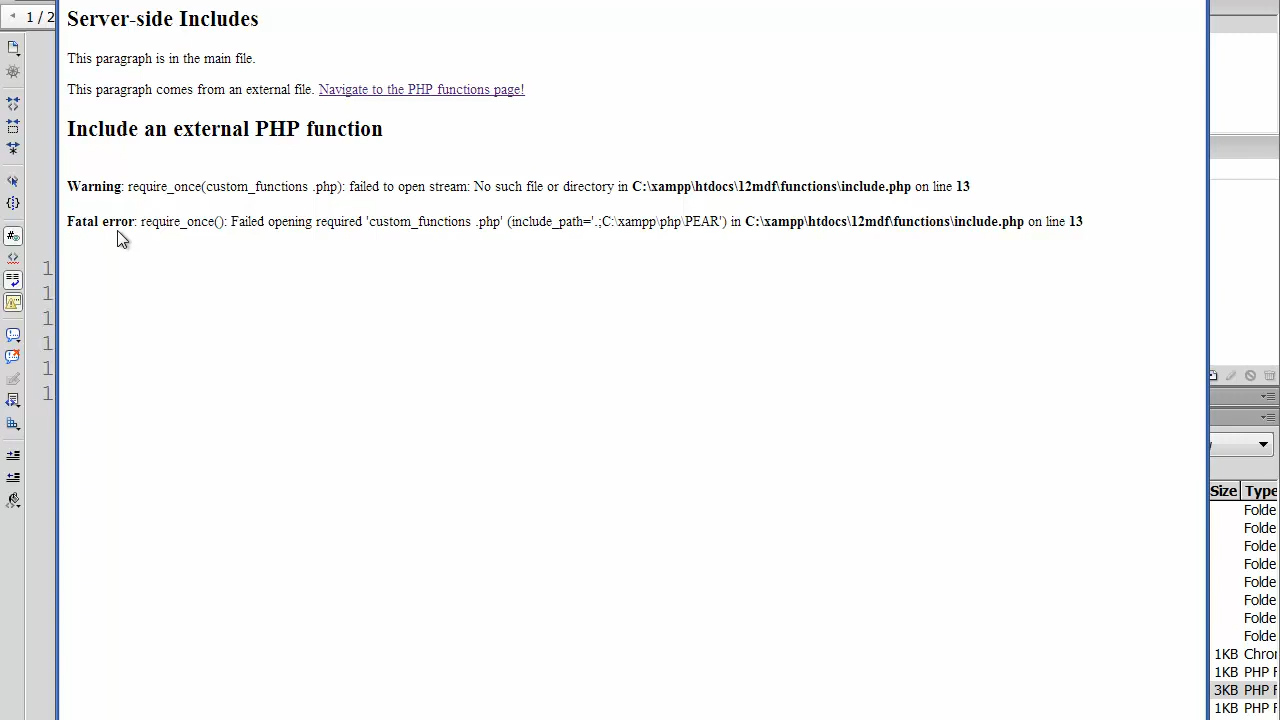 1 / 2
Server-side Includes
This paragraph is in the main file.
This paragraph comes from an external file. Navigate to the PHP functions page!
Include an external PHP function
Warning: require_once(custom_functions .php): failed to open stream: No such file or directory in C:\xampp\htdocs\12mdf\functions\include.php on line 13
Fatal error: require_once(): Failed opening required 'custom_functions .php' (include_path='.;C:\xampp\php\PEAR') in C:\xampp\htdocs\12mdf\functions\include.php on line 13
1
1
1
1
1
1
Size Type
Folde
Folde
Folde
Folde
Folde
Folde
Folde
Folde
1KB Chron
1KB PHP F
3KB PHP F
1KB PHP F